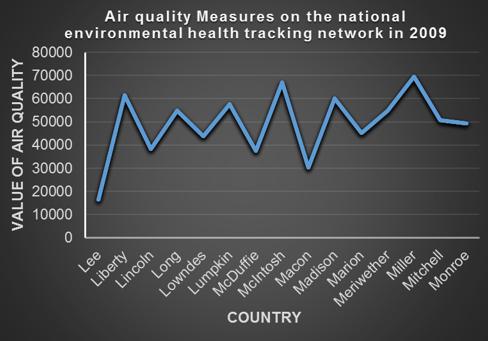 Air quality Measures on the national
environmental health tracking network in 2009
VALUE OF AIR QUALITY
80000
70000
60000
50000
40000
30000
20000
10000
0
Lee
Liberty
Lincoln
Long
Lowndes
Lumpkin
McDuffie
McIntosh
Macon
Madison
Marion
Meriwether
Miller
Mitchell
Monroe
COUNTRY